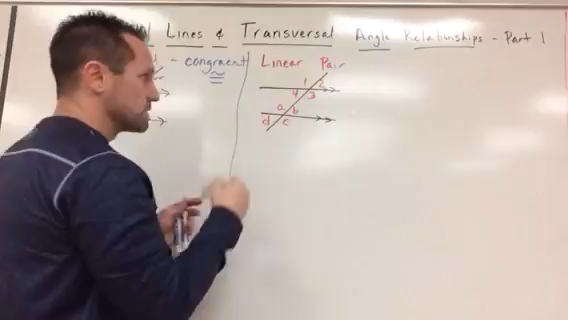 Lines & Transversal Angle Relationships - Part 1
- congruent Linear Pair
≅
1 2
4 3
a b
d c